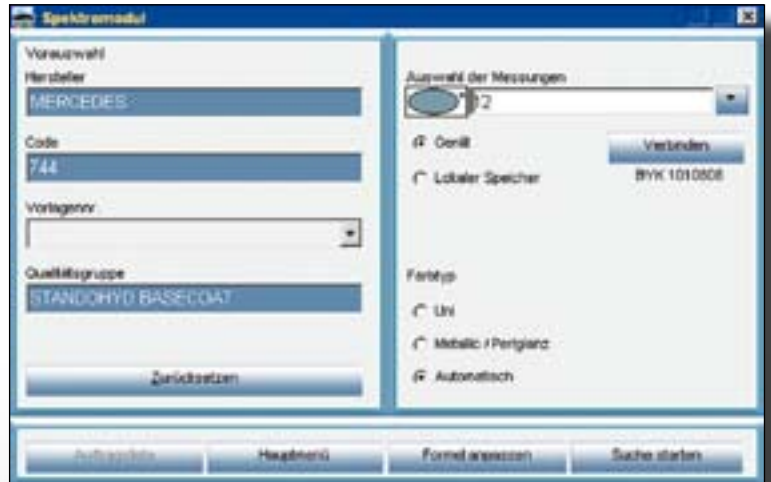 Spektromodul
Vorauswahl
Hersteller
MERCEDES
Code
744
Vorlagennr.
Qualitätsgruppe
STANDOHYD BASECOAT
Zurücksetzen
Auswahl der Messungen
Gerät
Verbinden
Lokaler Speicher
BYK 1010808
Farbtyp
Uni
Metallic / Perlglanz
Automatisch
Auftragsliste
Hauptmenü
Formel anpassen
Suche starten